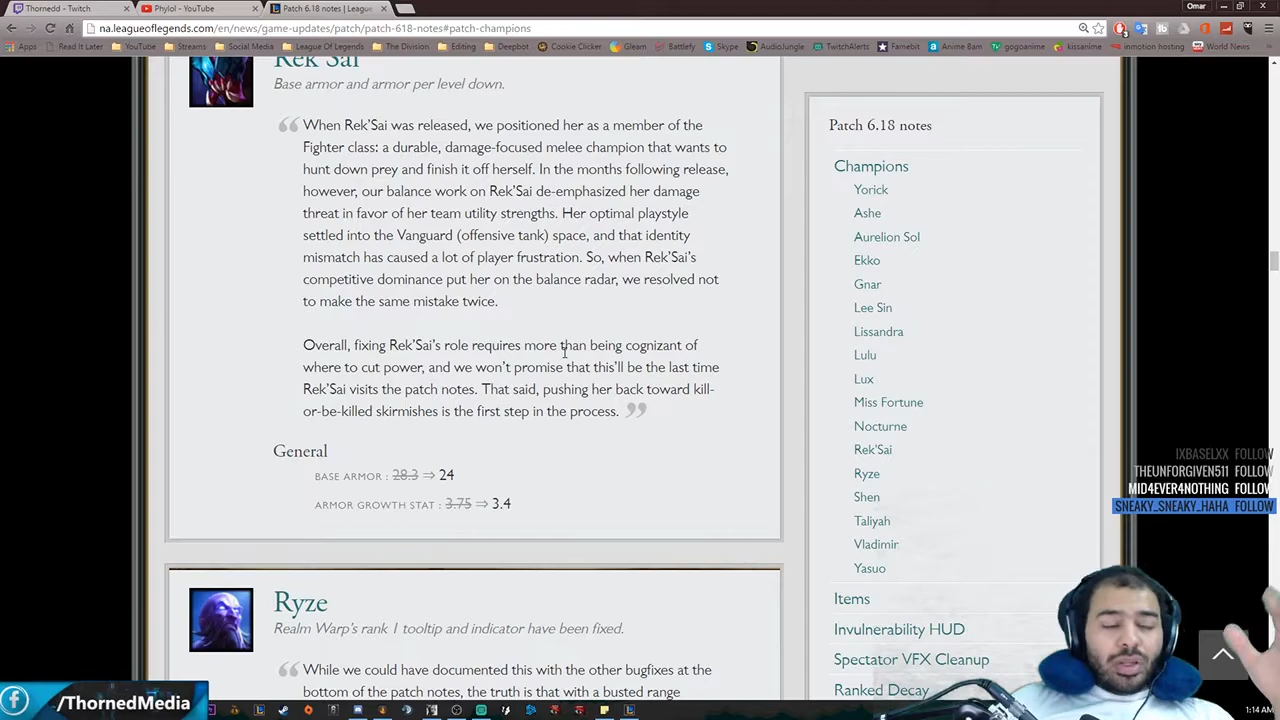 Thornedd - Twitch
Phylol - YouTube
Patch 6.18 notes | Leag
Omar
na.leagueoflegends.com/en/news/game-updates/patch/patch-618-notes#patch-champions
Apps
Read It Later
YouTube
Streams
Social Media
League Of Legends
The Division
Editing
Deepbot
Cookie Clicker
Gleam
Battlefy
Skype
AudioJungle
TwitchAlerts
Famebit
Anime Bam
gogoanime
kissanime
inmotion hosting
World News
Rek'Sai
Base armor and armor per level down.
When Rek'Sai was released, we positioned her as a member of the
Fighter class: a durable, damage-focused melee champion that wants to
hunt down prey and finish it off herself. In the months following release,
however, our balance work on Rek'Sai de-emphasized her damage
threat in favor of her team utility strengths. Her optimal playstyle
settled into the Vanguard (offensive tank) space, and that identity
mismatch has caused a lot of player frustration. So, when Rek'Sai's
competitive dominance put her on the balance radar, we resolved not
to make the same mistake twice.
Overall, fixing Rek'Sai's role requires more than being cognizant of
where to cut power, and we won't promise that this'll be the last time
Rek'Sai visits the patch notes. That said, pushing her back toward kill-
or-be-killed skirmishes is the first step in the process.
General
BASE ARMOR : 28.3 ⇒ 24
ARMOR GROWTH STAT : 3.75 ⇒ 3.4
Ryze
Realm Warp's rank 1 tooltip and indicator have been fixed.
While we could have documented this with the other bugfixes at the
bottom of the patch notes, the truth is that with a busted range
Patch 6.18 notes
Champions
Yorick
Ashe
Aurelion Sol
Ekko
Gnar
Lee Sin
Lissandra
Lulu
Lux
Miss Fortune
Nocturne
Rek'Sai
Ryze
Shen
Taliyah
Vladimir
Yasuo
Items
Invulnerability HUD
Spectator VFX Cleanup
Ranked Decay
IXBASELXX FOLLOW
THEUNFORGIVEN511 FOLLOW
MID4EVER4NOTHING FOLLOW
SNEAKY_SNEAKY_HAHA FOLLOW
/ThornedMedia
1:14 AM